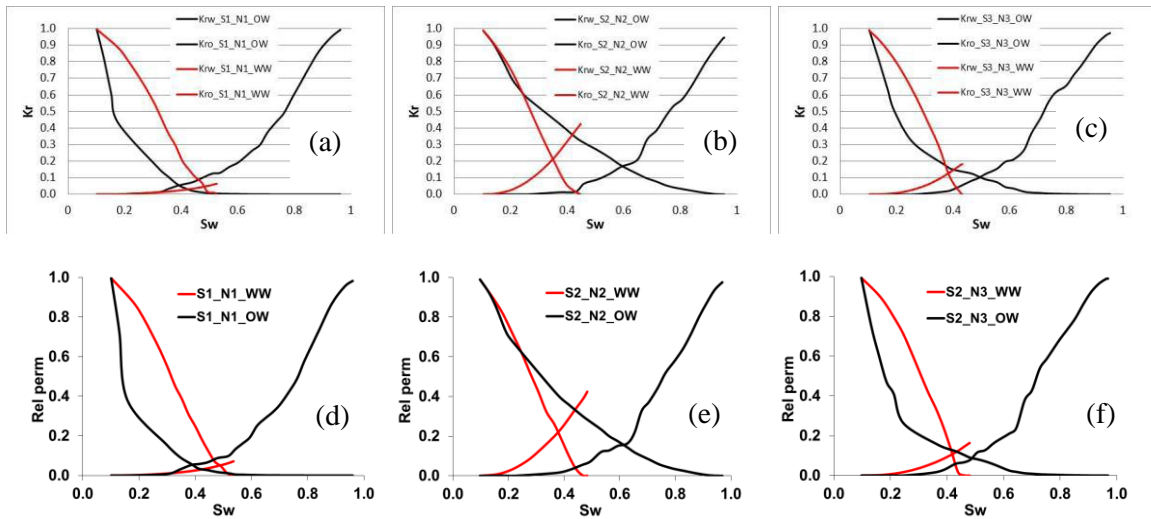 Krw_S1_N1_OW
Kro_S1_N1_OW
Krw_S1_N1_WW
Kro_S1_N1_WW
1.0
0.9
0.8
0.7
0.6
0.5
0.4
0.3
0.2
0.1
0.0
Kr
0 0.2 0.4 0.6 0.8 1
Sw
(a)
Krw_S2_N2_OW
Kro_S2_N2_OW
Krw_S2_N2_WW
Kro_S2_N2_WW
1.0
0.9
0.8
0.7
0.6
0.5
0.4
0.3
0.2
0.1
0.0
0 0.2 0.4 0.6 0.8 1
Sw
(b)
Krw_S3_N3_OW
Kro_S3_N3_OW
Krw_S3_N3_WW
Kro_S3_N3_WW
1.0
0.9
0.8
0.7
0.6
0.5
0.4
0.3
0.2
0.1
0.0
0 0.2 0.4 0.6 0.8 1
Sw
(c)
S1_N1_WW
S1_N1_OW
1.0
0.8
0.6
0.4
0.2
0.0
Rel perm
0.0 0.2 0.4 0.6 0.8 1.0
Sw
(d)
S2_N2_WW
S2_N2_OW
1.0
0.8
0.6
0.4
0.2
0.0
Rel perm
0.0 0.2 0.4 0.6 0.8 1.0
Sw
(e)
S2_N3_WW
S2_N3_OW
1.0
0.8
0.6
0.4
0.2
0.0
Rel perm
0.0 0.2 0.4 0.6 0.8 1.0
Sw
(f)